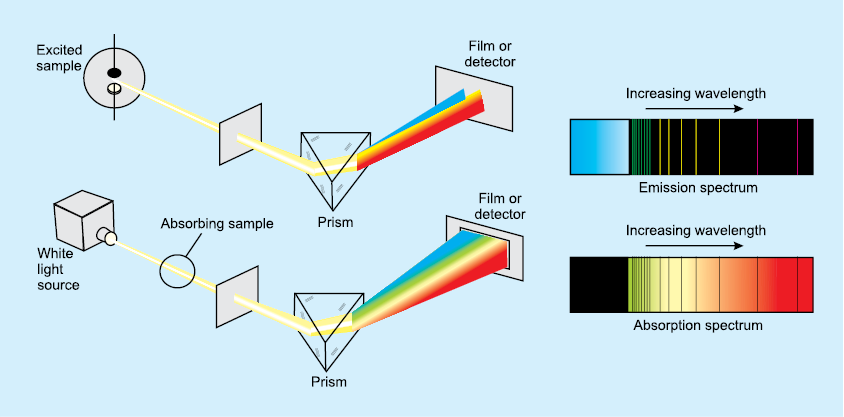 Excited
sample
Film or
detector
Prism
Increasing wavelength
Emission spectrum
White
light
source
Absorbing sample
Film or
detector
Prism
Increasing wavelength
Absorption spectrum